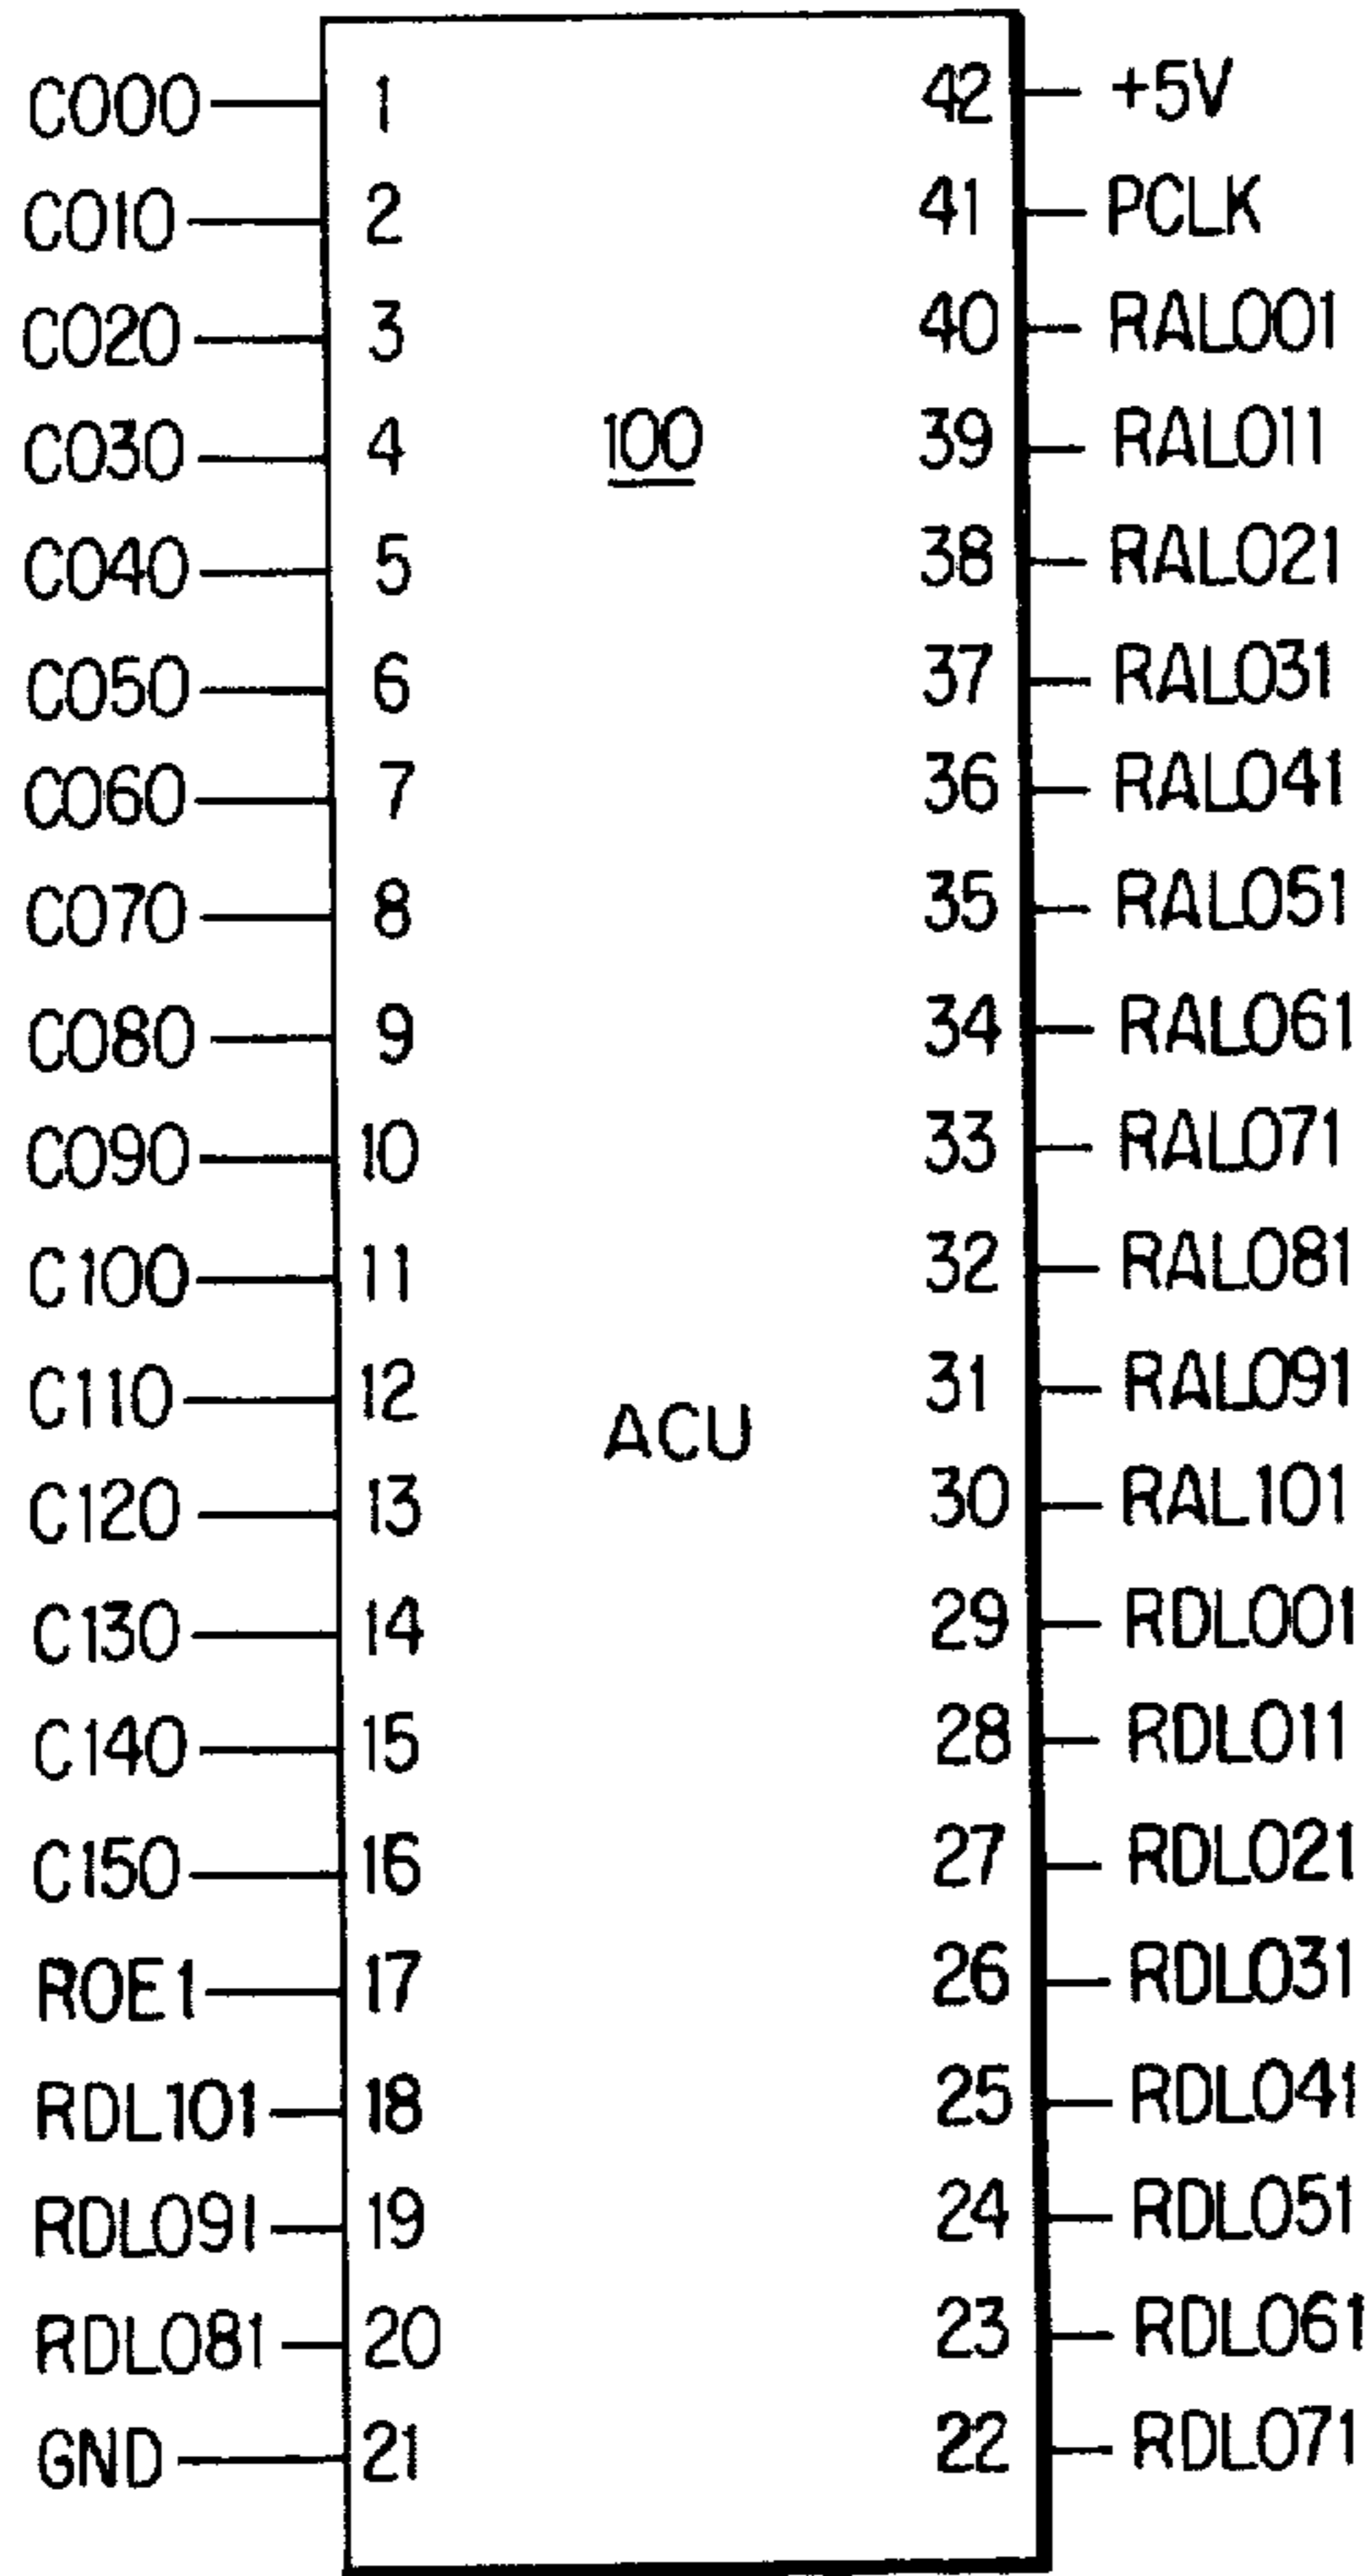 C000 1 42 +5V
C010 2 41 PCLK
C020 3 40 RAL001
C030 4 100 39 RAL011
C040 5 38 RAL021
C050 6 37 RAL031
C060 7 36 RAL041
C070 8 35 RAL051
C080 9 34 RAL061
C090 10 33 RAL071
C100 11 32 RAL081
C110 12 ACU 31 RAL091
C120 13 30 RAL101
C130 14 29 RDL001
C140 15 28 RDL011
C150 16 27 RDL021
ROE1 17 26 RDL031
RDL101 18 25 RDL041
RDL091 19 24 RDL051
RDL081 20 23 RDL061
GND 21 22 RDL071